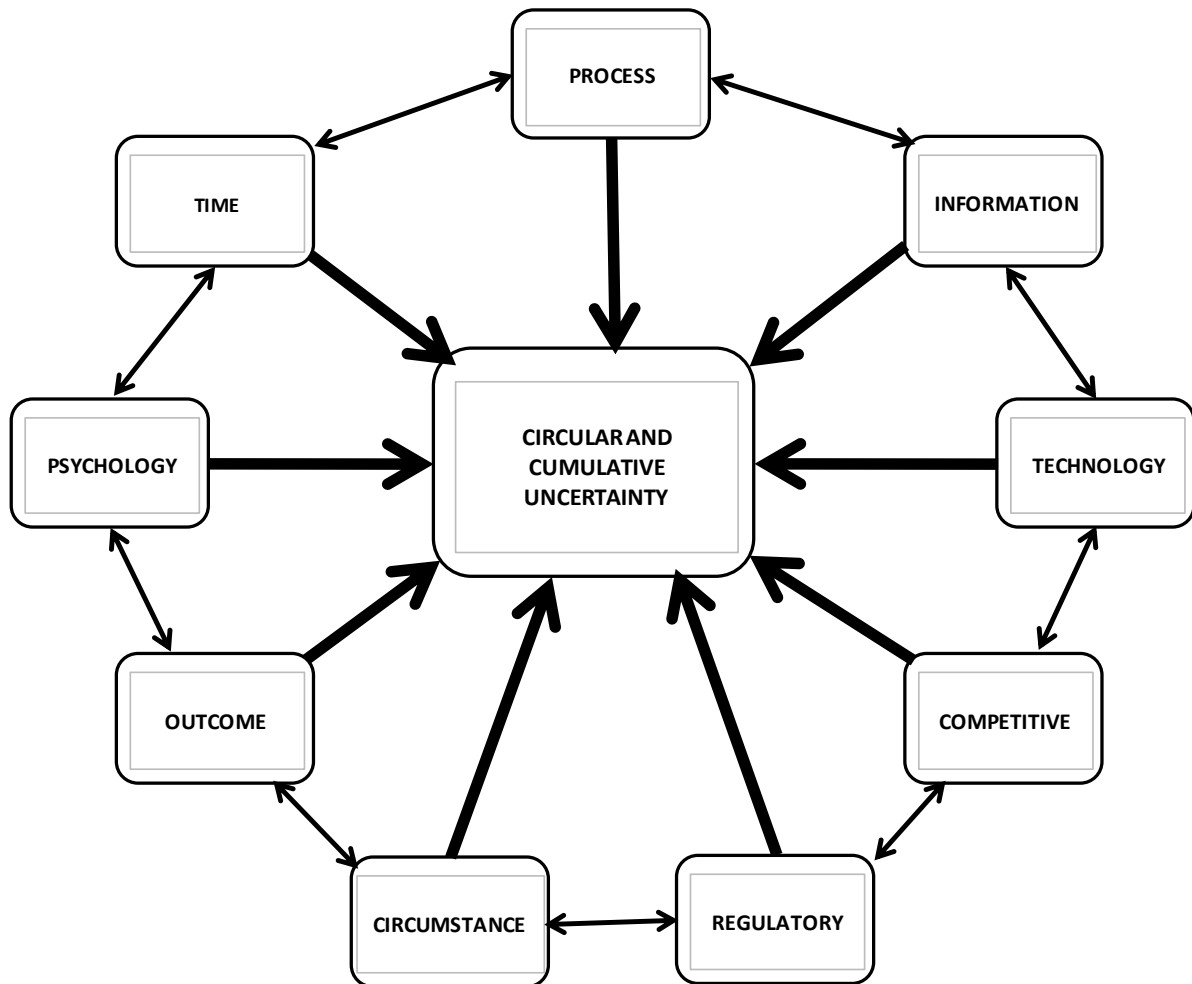 PROCESS
TIME
INFORMATION
CIRCULAR AND
CUMULATIVE
UNCERTAINTY
PSYCHOLOGY
TECHNOLOGY
OUTCOME
COMPETITIVE
CIRCUMSTANCE
REGULATORY